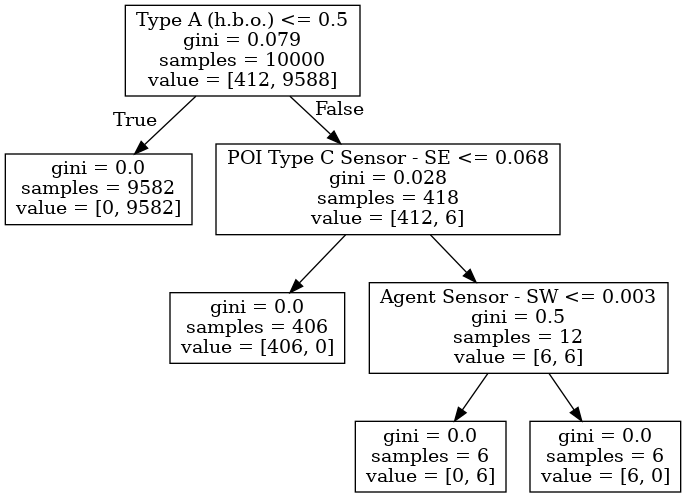 Type A (h.b.o.) <= 0.5
gini = 0.079
samples = 10000
value = [412, 9588]
True
False
gini = 0.0
samples = 9582
value = [0, 9582]
POI Type C Sensor - SE <= 0.068
gini = 0.028
samples = 418
value = [412, 6]
gini = 0.0
samples = 406
value = [406, 0]
Agent Sensor - SW <= 0.003
gini = 0.5
samples = 12
value = [6, 6]
gini = 0.0
samples = 6
value = [0, 6]
gini = 0.0
samples = 6
value = [6, 0]